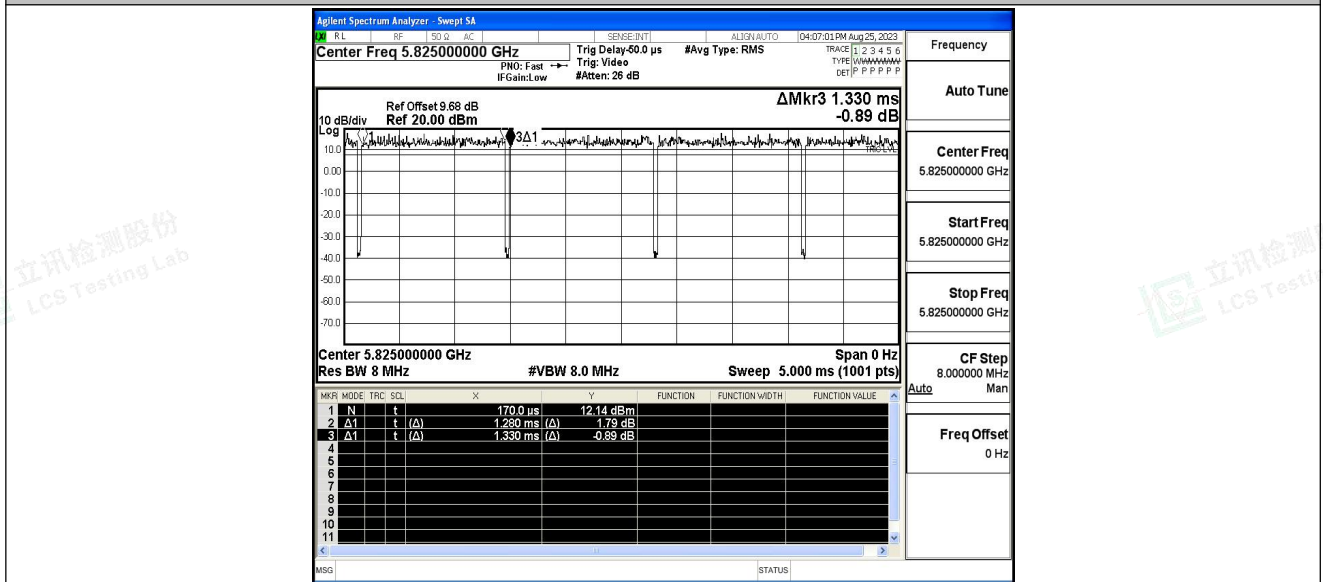 Agilent Spectrum Analyzer - Swept SA
RL RF 50 Ω AC SENSE:INT ALIGN AUTO 04:07:01 PM Aug 25, 2023
Center Freq 5.825000000 GHz
PNO: Fast
IFGain:Low
Trig Delay-50.0 µs
Trig: Video
#Atten: 26 dB
#Avg Type: RMS
TRACE 1 2 3 4 5 6
TYPE
DET P P P P P P
Frequency
Auto Tune
Center Freq
5.825000000 GHz
Start Freq
5.825000000 GHz
Stop Freq
5.825000000 GHz
CF Step
8.000000 MHz
Auto Man
Freq Offset
0 Hz
ΔMkr3 1.330 ms
-0.89 dB
Ref Offset 9.68 dB
10 dB/div Ref 20.00 dBm
Log
1
3Δ1
TRIG LVL
10.0
0.00
-10.0
-20.0
-30.0
-40.0
-50.0
-60.0
-70.0
Center 5.825000000 GHz Span 0 Hz
Res BW 8 MHz #VBW 8.0 MHz Sweep 5.000 ms (1001 pts)
MKR MODE TRC SCL X Y FUNCTION FUNCTION WIDTH FUNCTION VALUE
1 N t 170.0 µs 12.14 dBm
2 Δ1 t (Δ) 1.280 ms (Δ) 1.79 dB
3 Δ1 t (Δ) 1.330 ms (Δ) -0.89 dB
4
5
6
7
8
9
10
11
MSG STATUS
立讯检测股份
LCS Testing Lab
立讯检测
LCS Testi